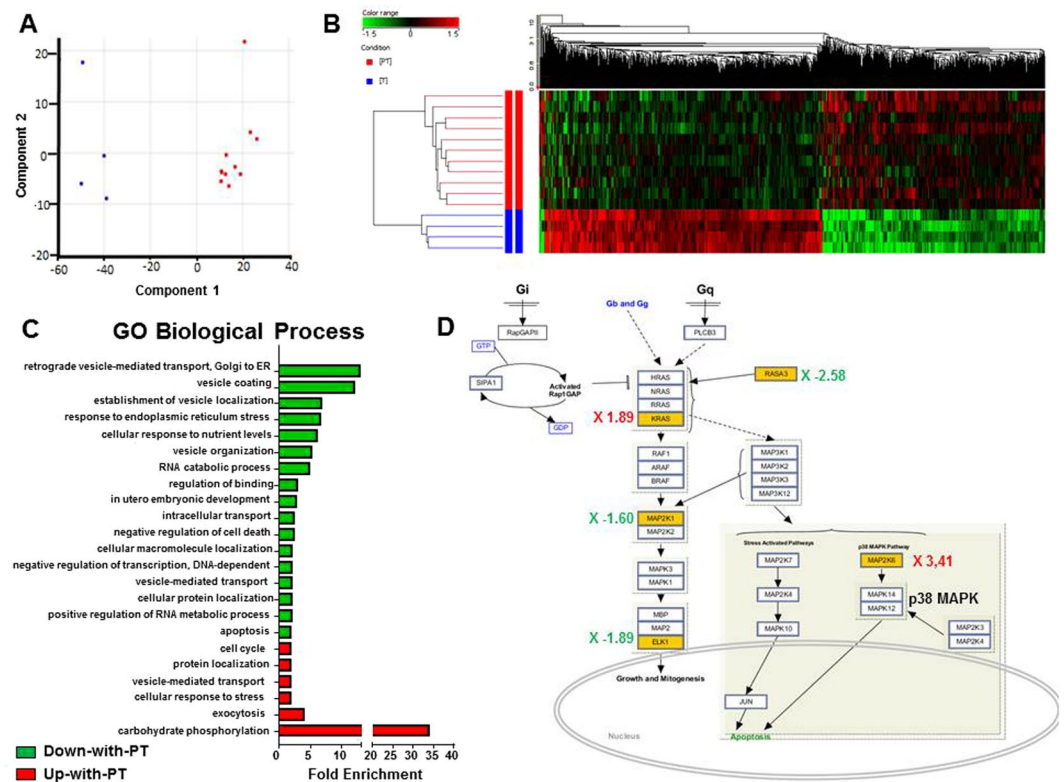 A
20
10
0
-10
-20
-60
-40
-20
0
20
40
Component 2
Component 1
B
Color range
-1.5
0
1.5
Condition
[PT]
[T]
C
GO Biological Process
retrograde vesicle-mediated transport, Golgi to ER
vesicle coating
establishment of vesicle localization
response to endoplasmic reticulum stress
cellular response to nutrient levels
vesicle organization
RNA catabolic process
regulation of binding
in utero embryonic development
intracellular transport
negative regulation of cell death
cellular macromolecule localization
negative regulation of transcription, DNA-dependent
vesicle-mediated transport
cellular protein localization
positive regulation of RNA metabolic process
apoptosis
cell cycle
protein localization
vesicle-mediated transport
cellular response to stress
exocytosis
carbohydrate phosphorylation
0
5
10
15
20
25
30
35
40
Fold Enrichment
Down-with-PT
Up-with-PT
D
Gi
Gb and Gg
Gq
RapGAPII
PLCB3
GTP
SIPA1
Activated
Rap1GAP
GDP
HRAS
NRAS
RRAS
KRAS
X 1.89
RASA3
X -2.58
RAF1
ARAF
BRAF
MAP3K1
MAP3K2
MAP3K3
MAP3K12
X -1.60
MAP2K1
MAP2K2
Stress Activated Pathways
p38 MAPK Pathway
MAP2K7
MAP2K6
X 3,41
MAPK3
MAPK1
MAP2K4
MAPK14
MAPK12
p38 MAPK
MBP
MAP2
ELK1
X -1.89
MAPK10
MAP2K3
MAP2K4
Growth and Mitogenesis
JUN
Nucleus
Apoptosis